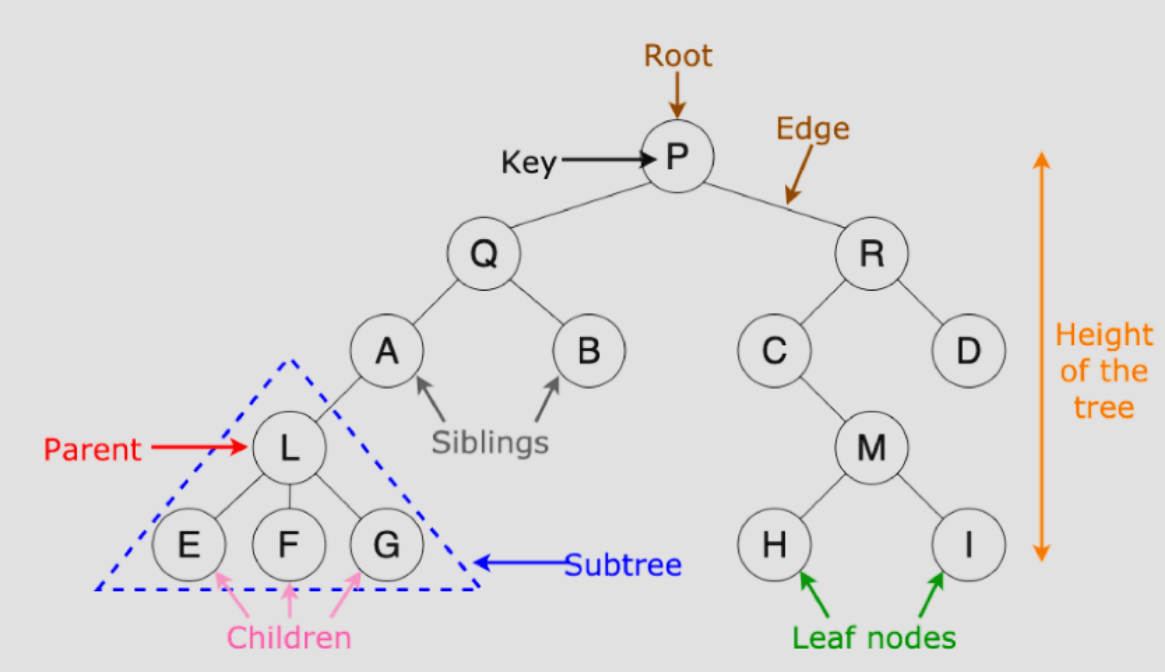 Root
Edge
Key
P
Q
R
A
B
C
D
Height
of the
tree
Siblings
Parent
L
M
E
F
G
H
I
Subtree
Children
Leaf nodes